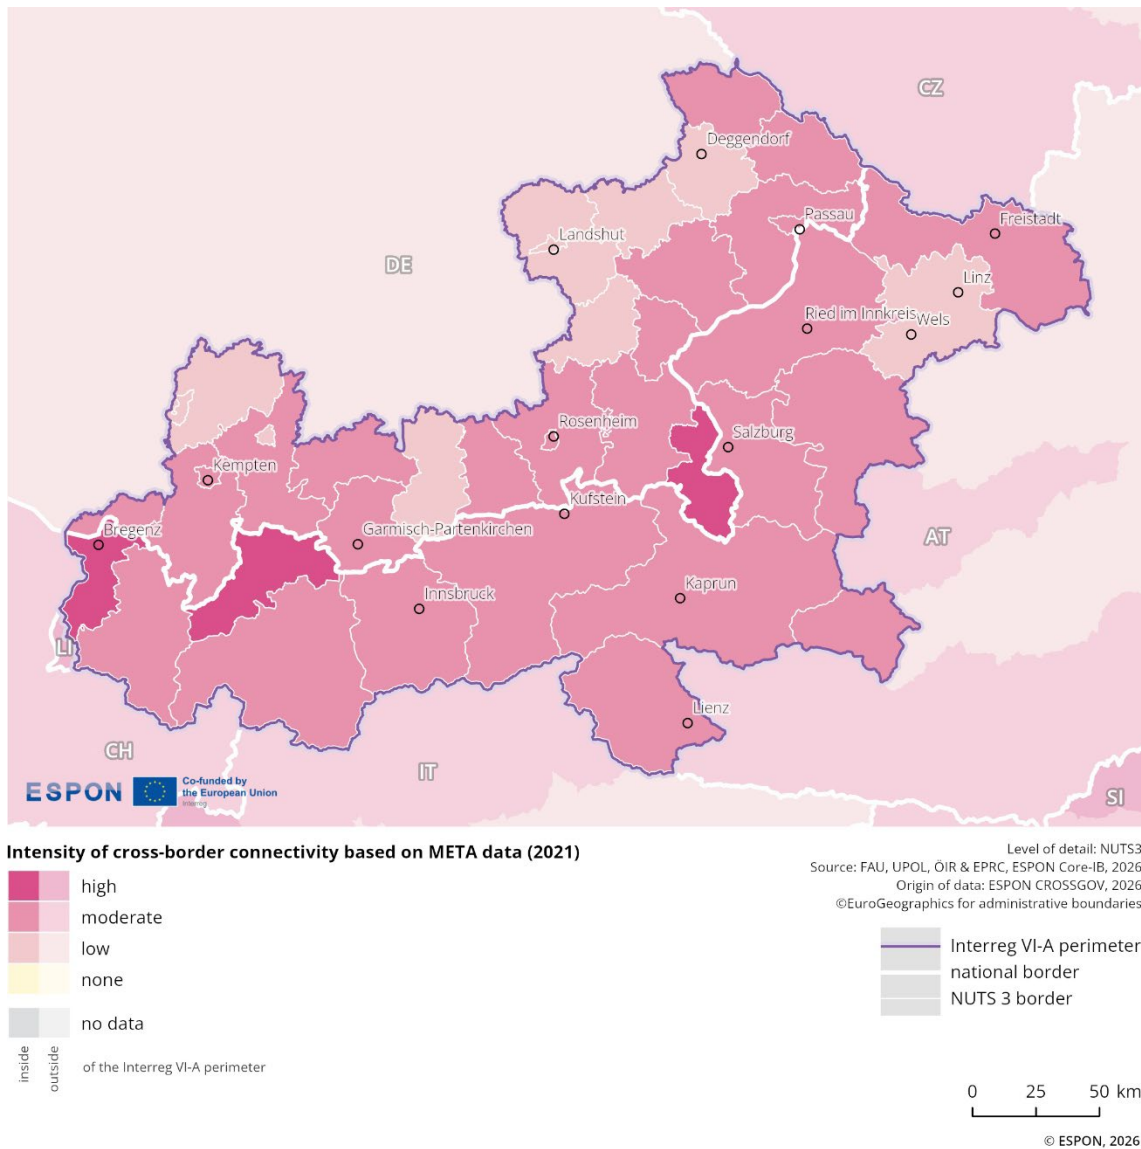 CZ
Deggendorf
Passau
Freistadt
Landshut
DE
Linz
Ried im Innkreis
Wels
Rosenheim
Salzburg
Kempten
Kufstein
Bregenz
Garmisch-Partenkirchen
AT
Kaprun
Innsbruck
LI
Lienz
CH
IT
SI
ESPON
Co-funded by
the European Union
Interreg
Intensity of cross-border connectivity based on META data (2021)
high
moderate
low
none
no data
inside
outside
of the Interreg VI-A perimeter
Level of detail: NUTS3
Source: FAU, UPOL, ÖIR & EPRC, ESPON Core-IB, 2026
Origin of data: ESPON CROSSGOV, 2026
©EuroGeographics for administrative boundaries
Interreg VI-A perimeter
national border
NUTS 3 border
0 25 50 km
© ESPON, 2026